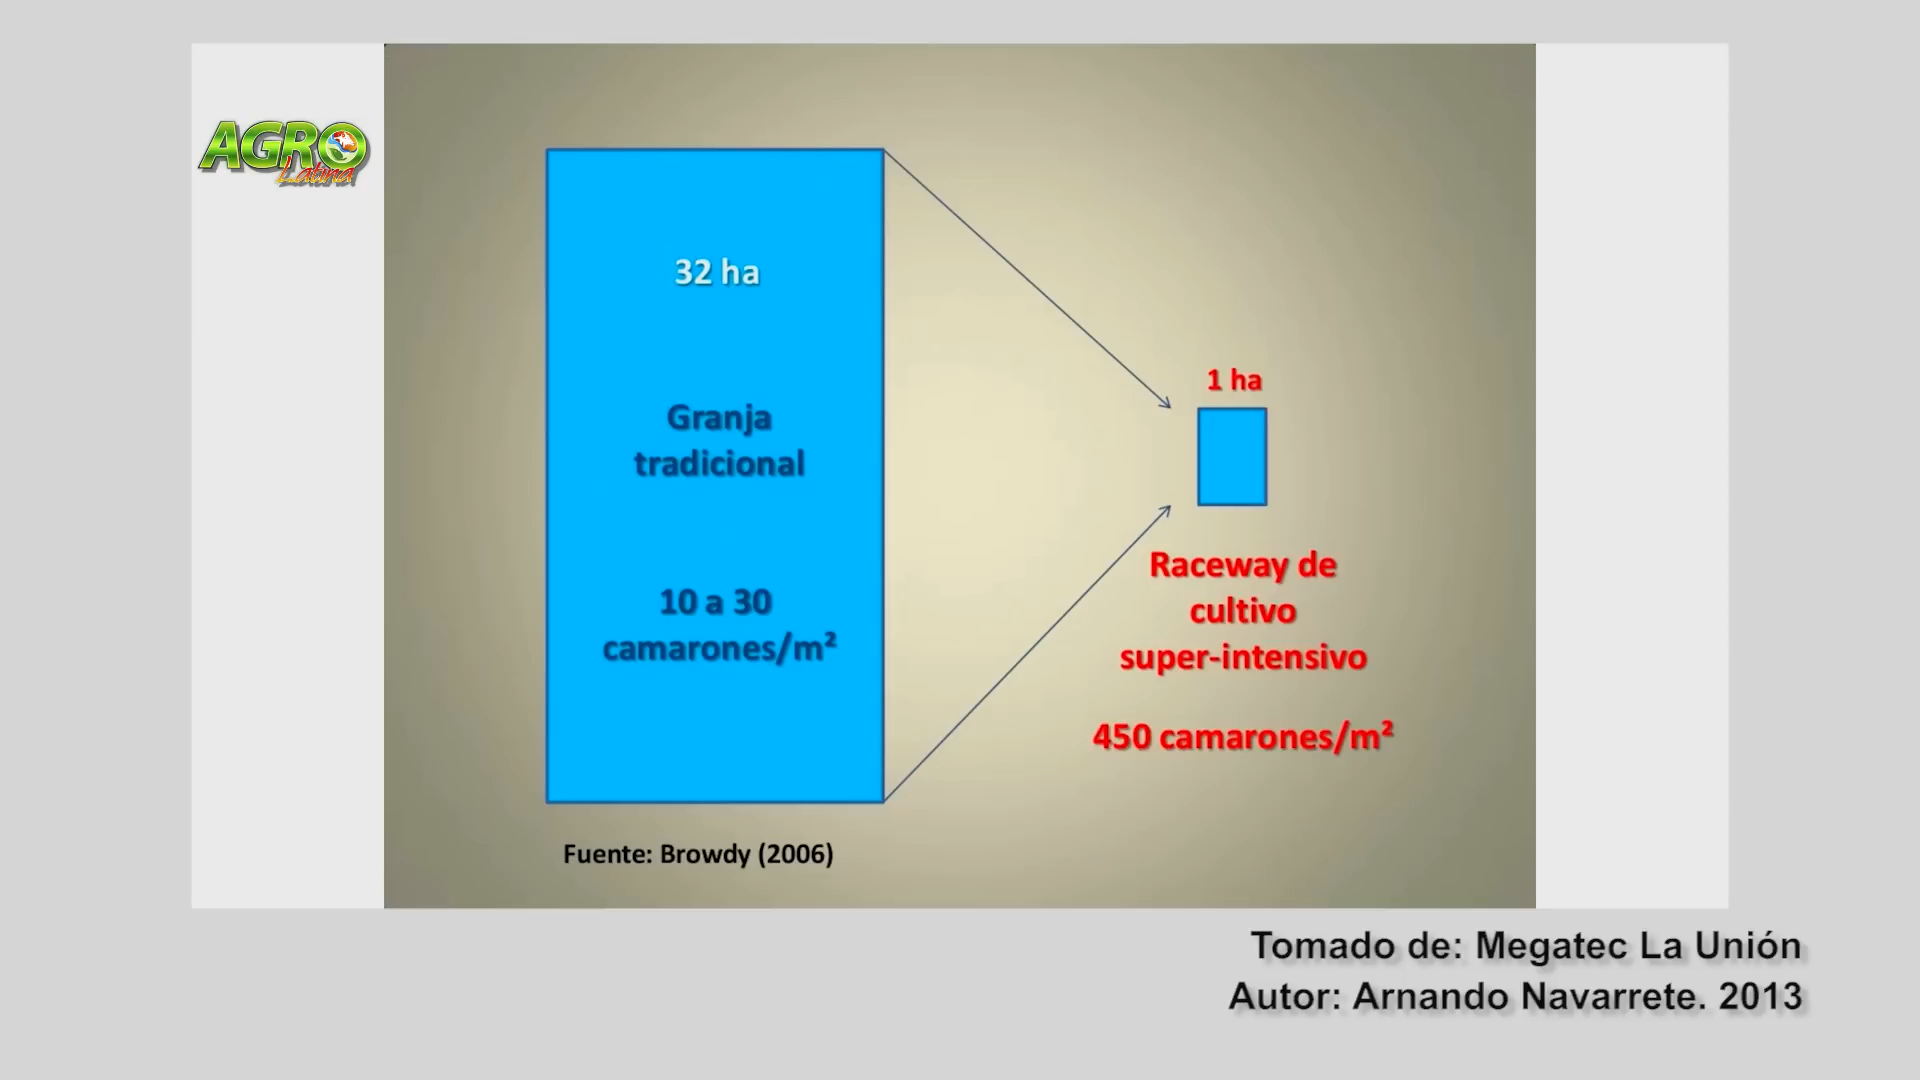 AGRO
Latina
32 ha
Granja
tradicional
10 a 30
camarones/m²
1 ha
Raceway de
cultivo
super-intensivo
450 camarones/m²
Fuente: Browdy (2006)
Tomado de: Megatec La Unión
Autor: Arnando Navarrete. 2013